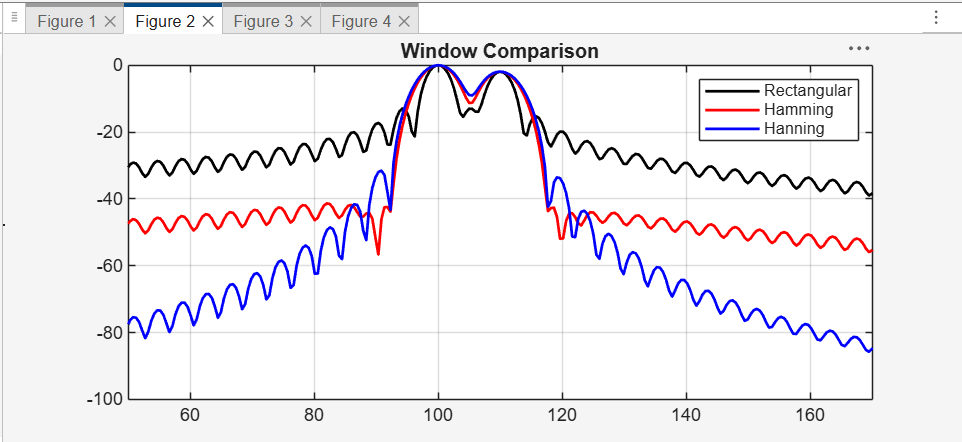 Figure 1 × Figure 2 × Figure 3 × Figure 4 ×
Window Comparison
0
-20
-40
-60
-80
-100
60 80 100 120 140 160
Rectangular
Hamming
Hanning